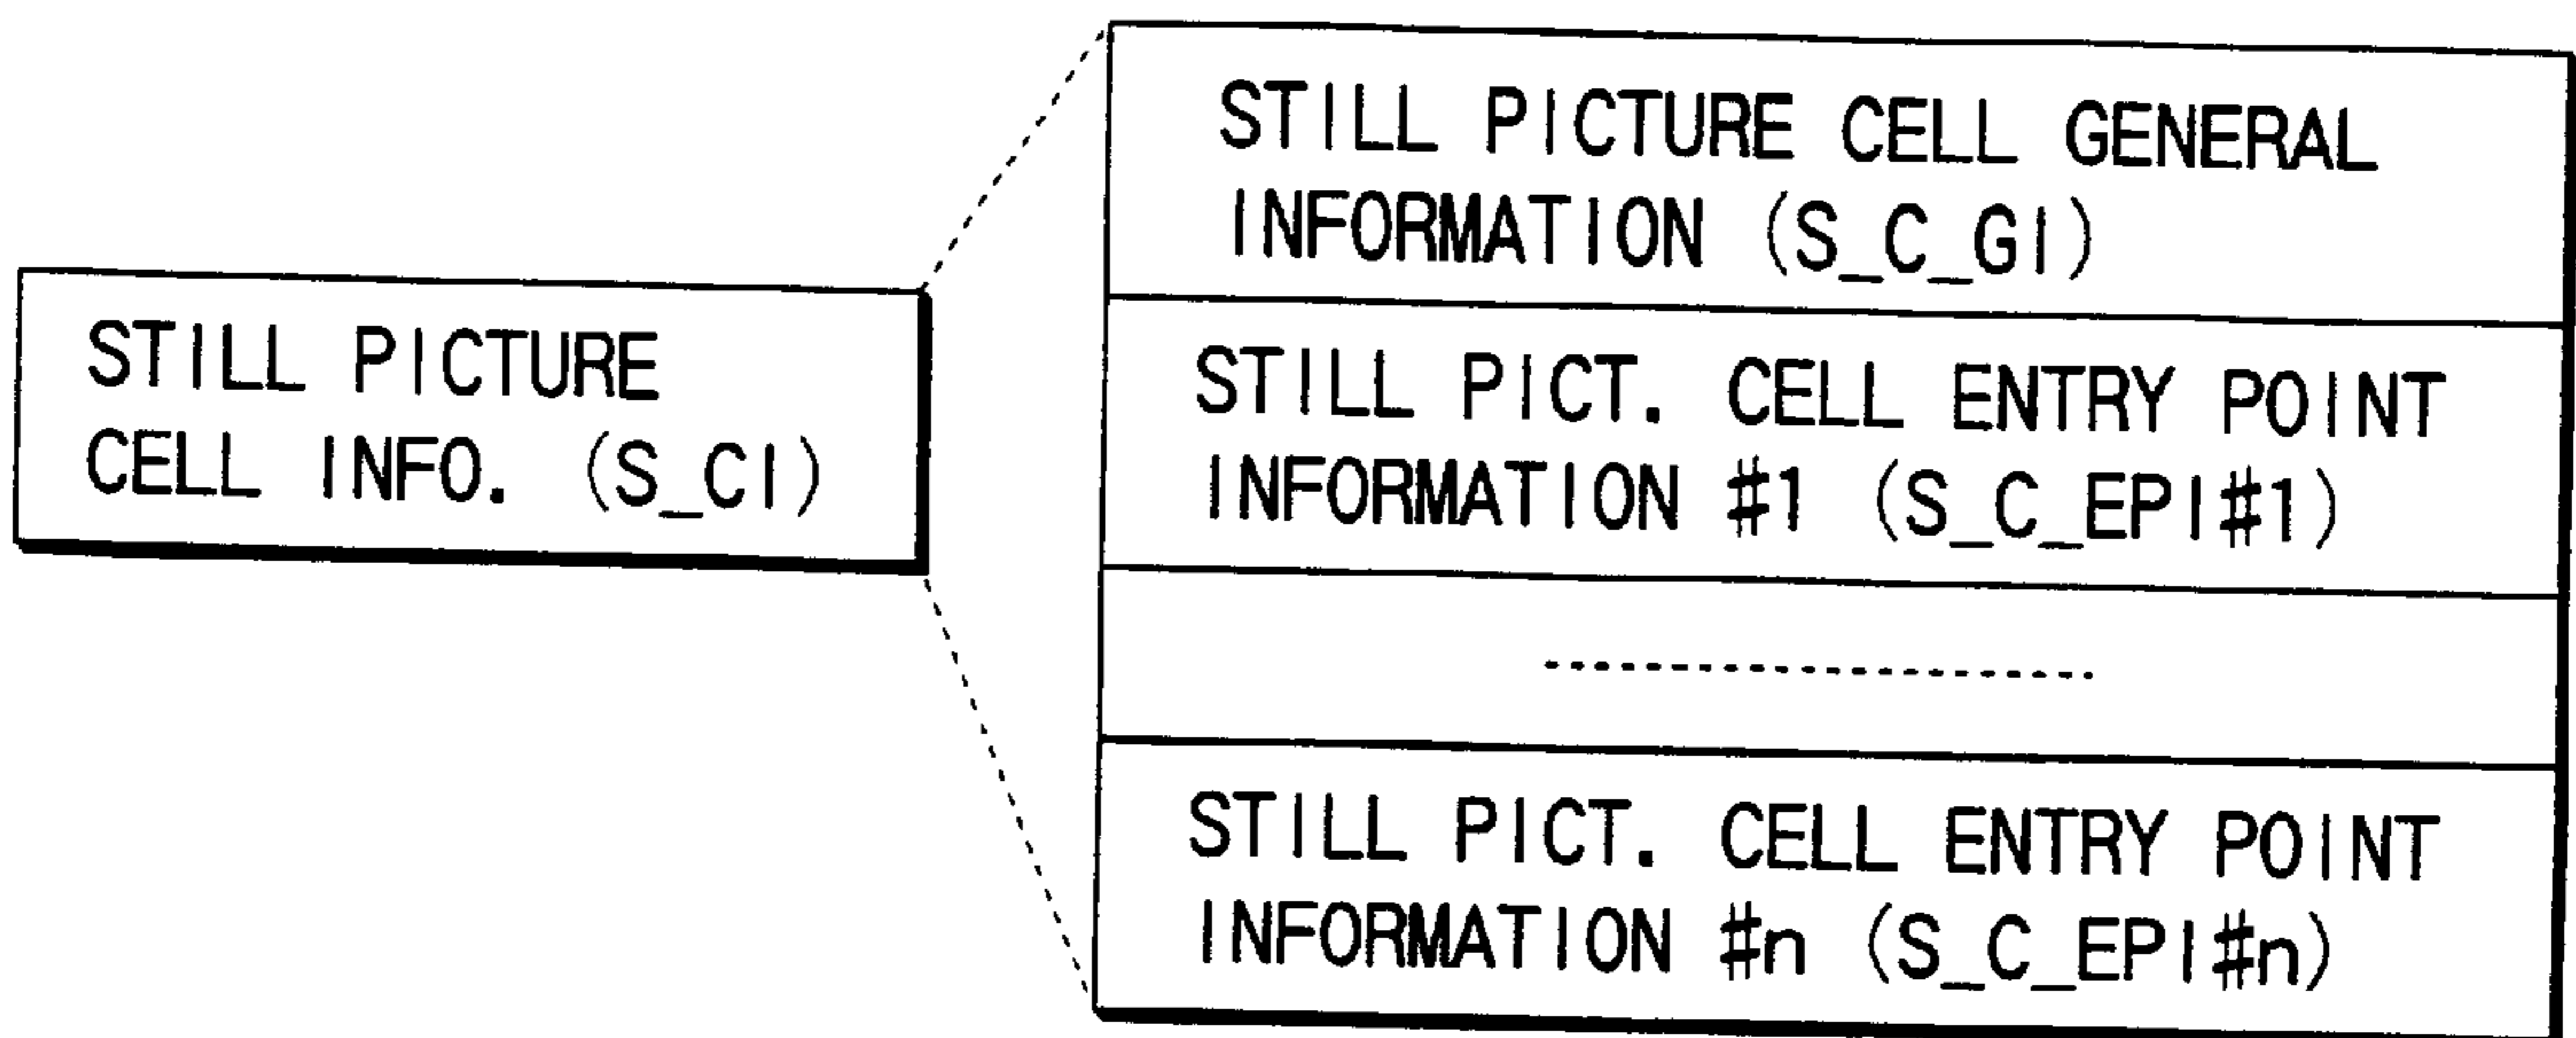 STILL PICTURE
CELL INFO. (S_CI)
STILL PICTURE CELL GENERAL
INFORMATION (S_C_GI)
STILL PICT. CELL ENTRY POINT
INFORMATION #1 (S_C_EPI#1)
STILL PICT. CELL ENTRY POINT
INFORMATION #n (S_C_EPI#n)